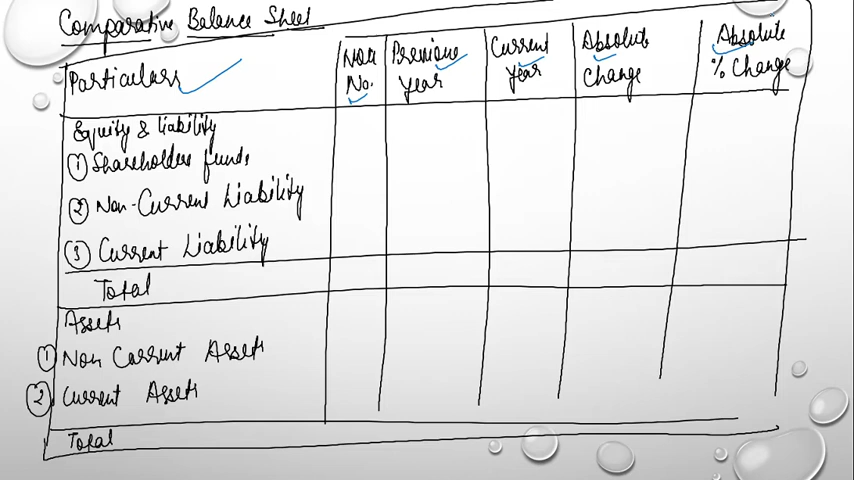 Comparative Balance Sheet
Particulars
Note No.
Previous Year
Current Year
Absolute Change
Absolute % Change
Equity & Liability
① Shareholders funds
② Non-Current Liability
③ Current Liability
Total
Assets
① Non Current Assets
② Current Assets
Total